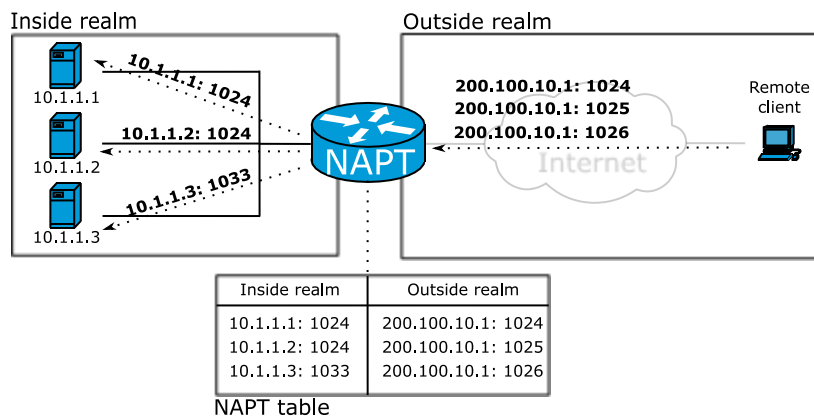 Inside realm
Outside realm
10.1.1.1
10.1.1.2
10.1.1.3
10.1.1.1: 1024
10.1.1.2: 1024
10.1.1.3: 1033
NAPT
200.100.10.1: 1024
200.100.10.1: 1025
200.100.10.1: 1026
Internet
Remote
client
Inside realm Outside realm
10.1.1.1: 1024 200.100.10.1: 1024
10.1.1.2: 1024 200.100.10.1: 1025
10.1.1.3: 1033 200.100.10.1: 1026
NAPT table